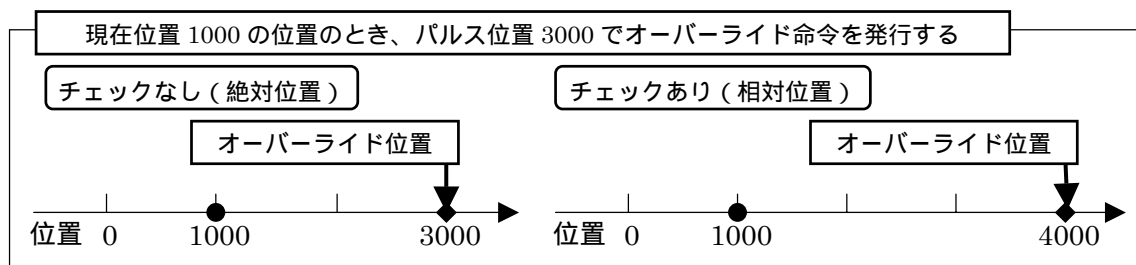 現在位置 1000 の位置のとき、パルス位置 3000 でオーバーライド命令を発行する
チェックなし ( 絶対位置 )
オーバーライド位置
位置 0 1000 3000
チェックあり ( 相対位置 )
オーバーライド位置
位置 0 1000 4000